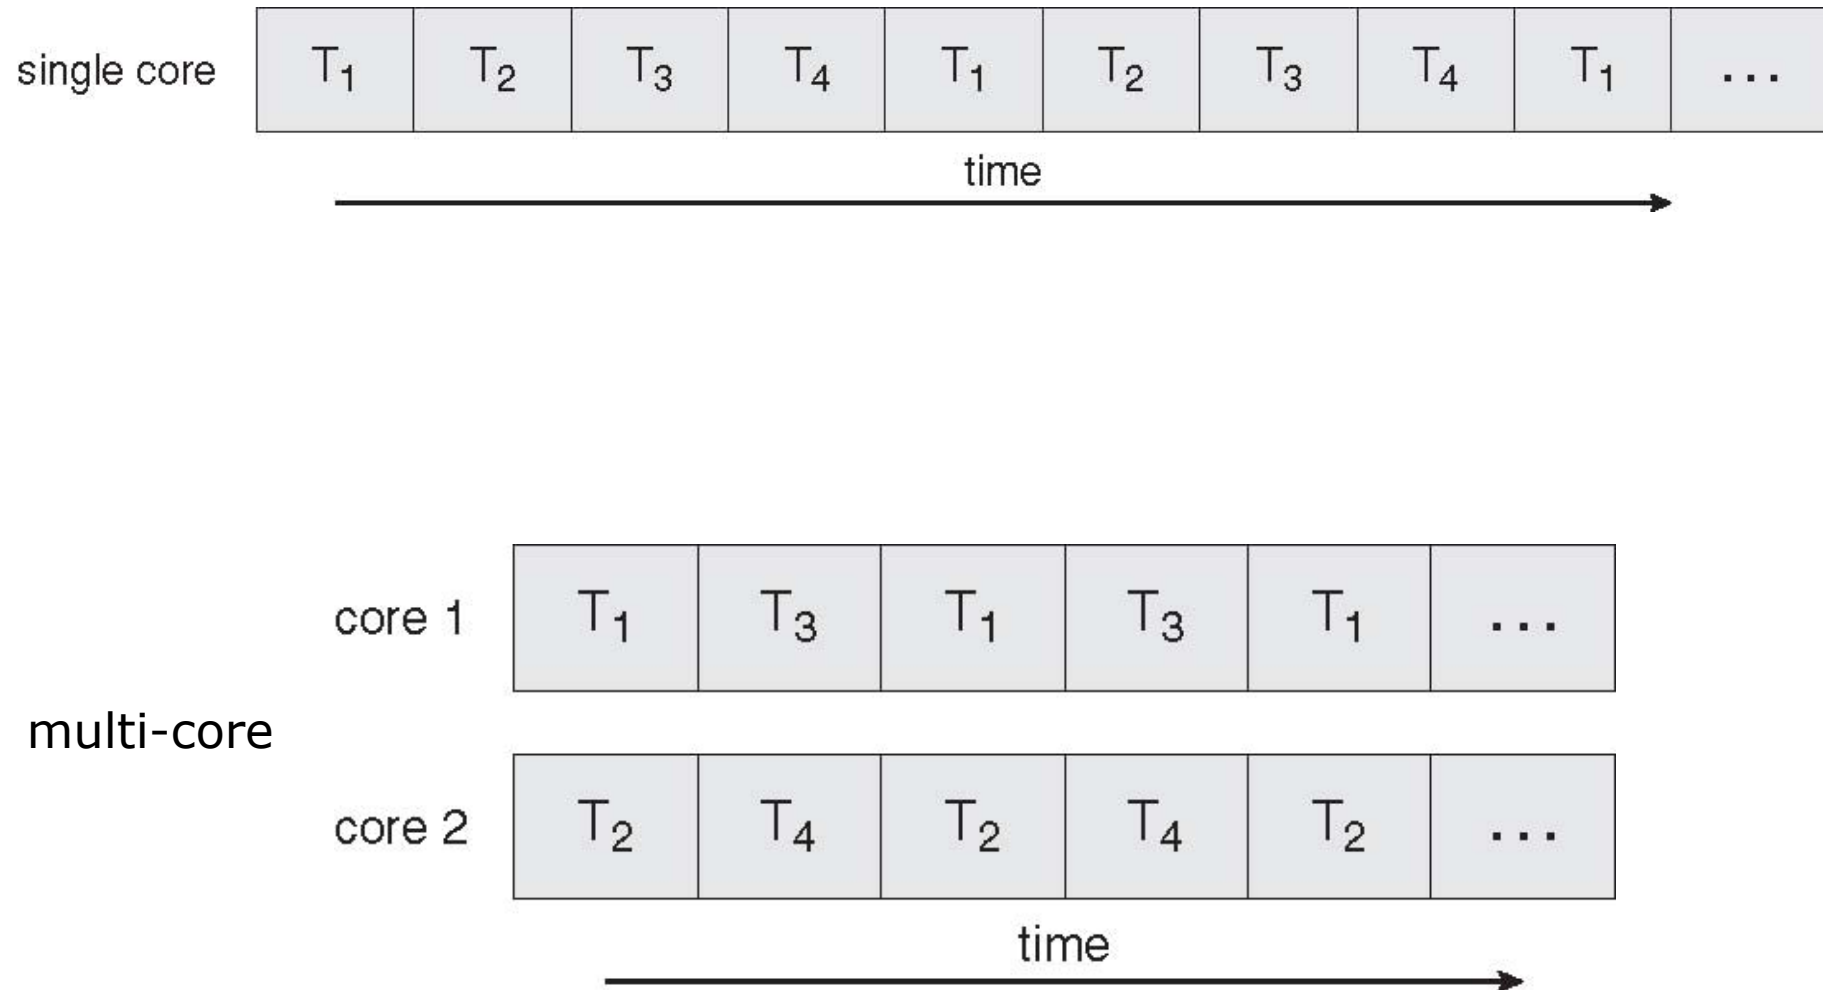 single core T₁ T₂ T₃ T₄ T₁ T₂ T₃ T₄ T₁ ...
time
core 1 T₁ T₃ T₁ T₃ T₁ ...
multi-core
core 2 T₂ T₄ T₂ T₄ T₂ ...
time